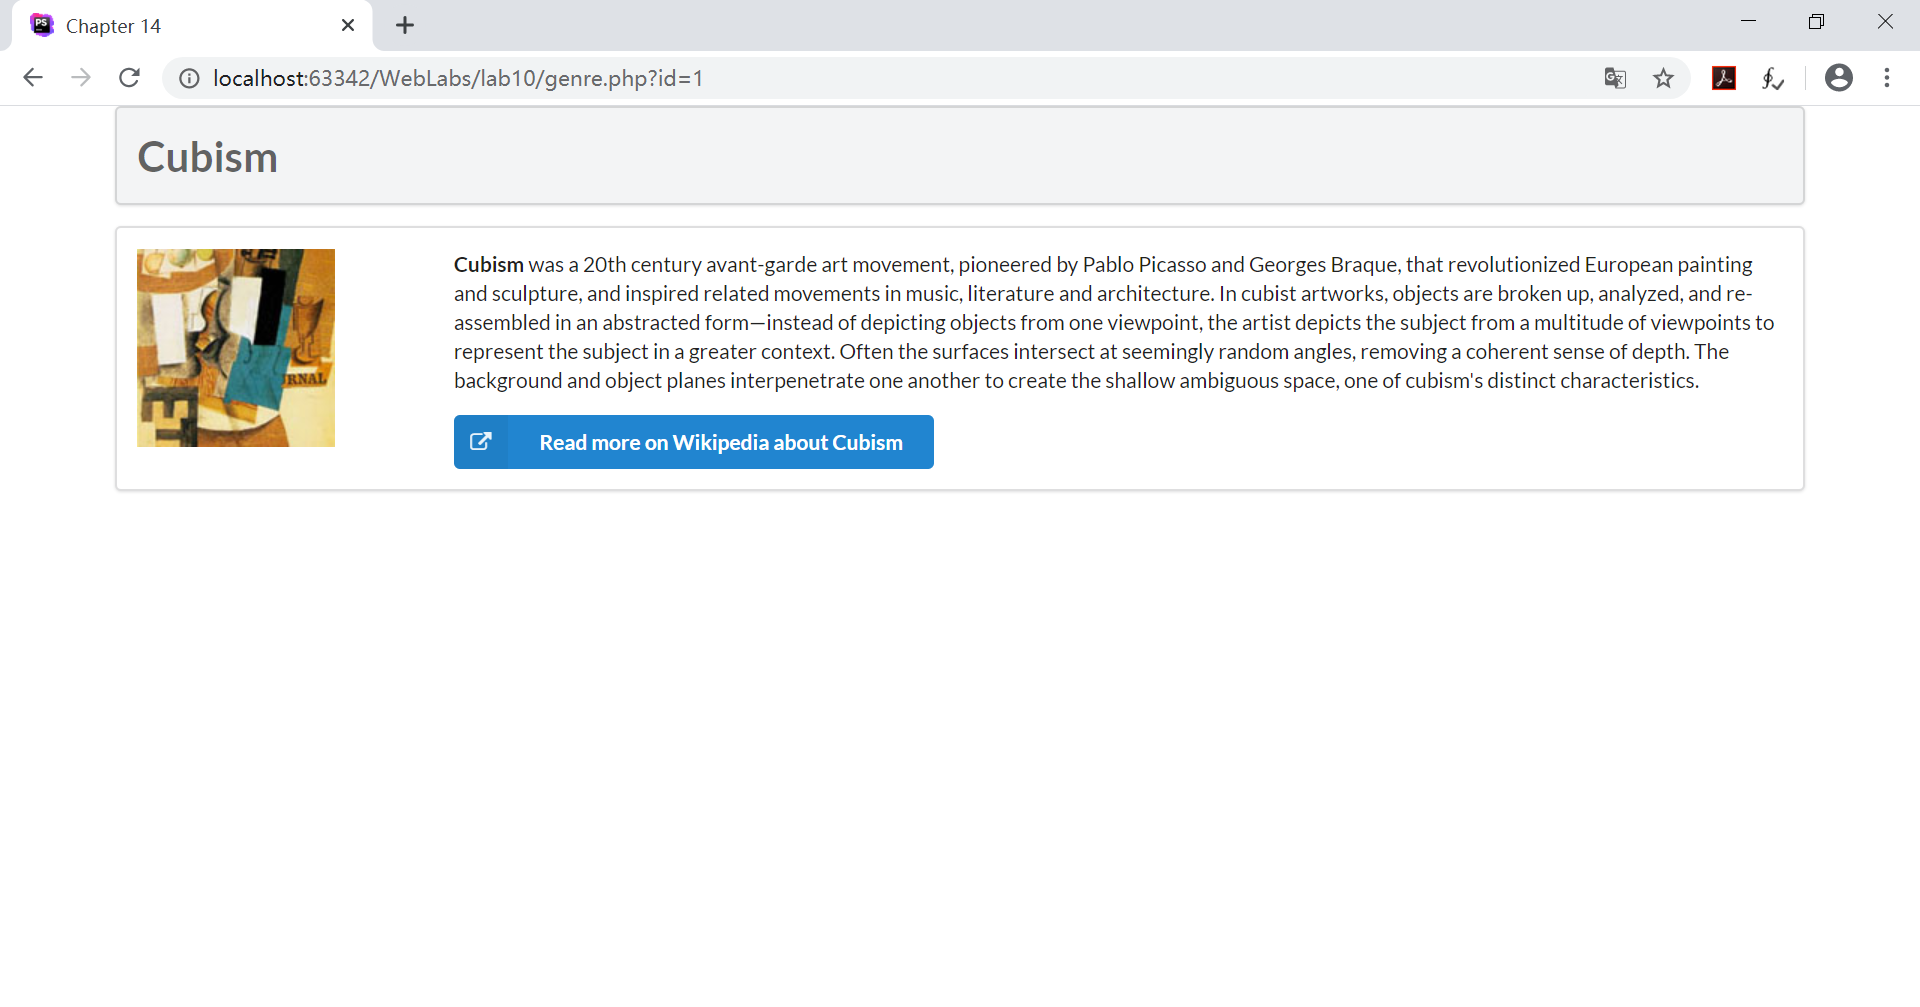 Chapter 14
localhost:63342/WebLabs/lab10/genre.php?id=1
Cubism
Cubism was a 20th century avant-garde art movement, pioneered by Pablo Picasso and Georges Braque, that revolutionized European painting
and sculpture, and inspired related movements in music, literature and architecture. In cubist artworks, objects are broken up, analyzed, and re-
assembled in an abstracted form—instead of depicting objects from one viewpoint, the artist depicts the subject from a multitude of viewpoints to
represent the subject in a greater context. Often the surfaces intersect at seemingly random angles, removing a coherent sense of depth. The
background and object planes interpenetrate one another to create the shallow ambiguous space, one of cubism's distinct characteristics.
URNAL
ET
Read more on Wikipedia about Cubism